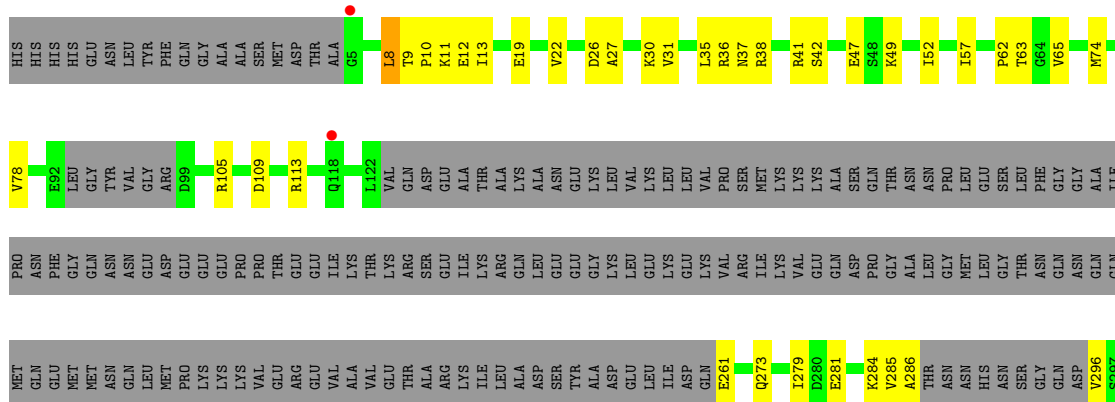 HIS HIS HIS HIS HIS GLU ASN LEU TYR PHE GLN GLY ALA ALA SER MET ASP THR ALA G5 L8 T9 P10 K11 E12 I13 E19 V22 D26 A27 K30 V31 L35 R36 N37 R38 R41 S42 E47 S48 K49 I52 I57 P62 T63 G64 V65 M74
V78 E92 LEU GLY TYR VAL GLY ARG D99 R105 D109 R113 Q118 L122 VAL GLN ASP GLU ALA THR ALA LYS ALA ASN GLU LYS LEU VAL LYS LEU LEU VAL PRO SER MET LYS LYS LYS ALA SER GLN THR ASN ASN PRO LEU GLU SER LEU PHE GLY GLY ALA ILE
PRO ASN PHE GLY GLN ASN ASN GLU ASP GLU GLU GLU PRO PRO THR GLU GLU ILE LYS THR LYS ARG SER GLU ILE LYS ARG GLN LEU GLU GLU GLY LYS LEU GLU LYS GLU LYS VAL ARG ILE LYS VAL GLU GLN ASP PRO GLY ALA LEU GLY MET LEU GLY THR ASN GLN ASN GLN GLN
MET GLN GLU MET MET ASN GLN LEU MET PRO LYS LYS LYS VAL GLU ARG GLU VAL ALA VAL GLU THR ALA ARG LYS ILE LEU ALA ASP SER TYR ALA ASP GLU LEU ILE ASP GLN E261 Q273 I279 D280 E281 K284 V285 A286 THR ASN ASN HIS ASN SER GLY GLN ASP V296 S297